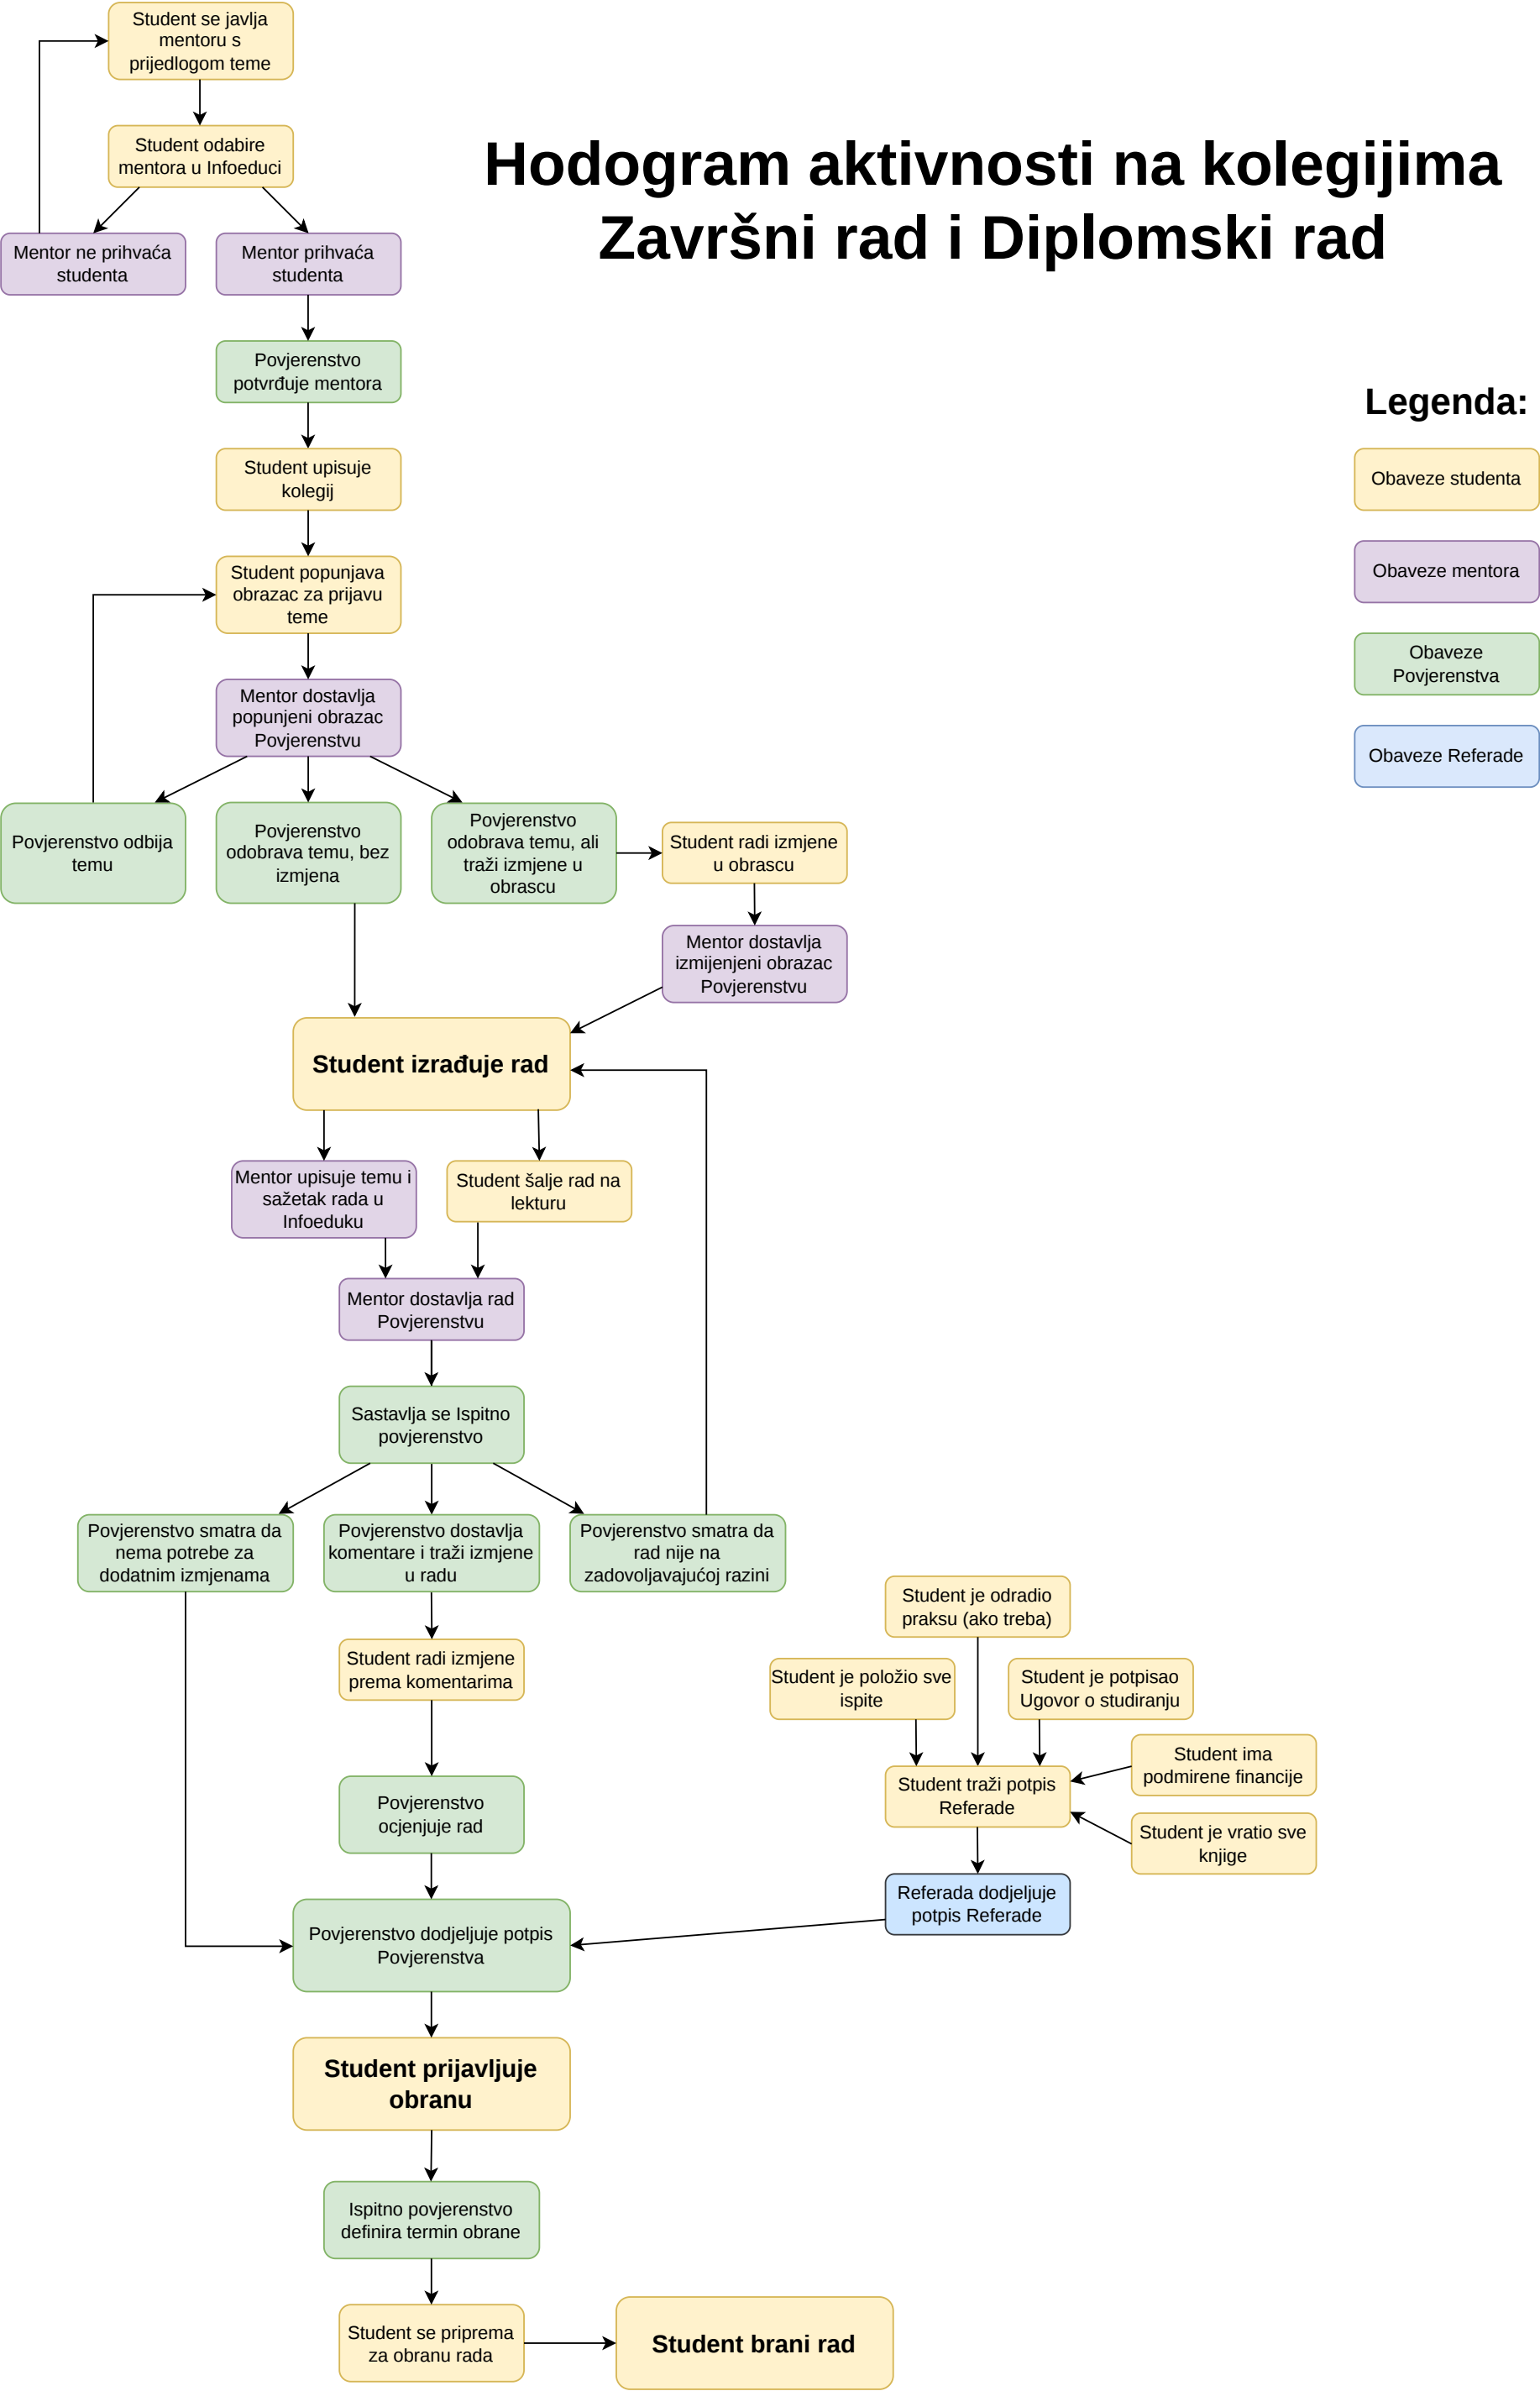 Student se javlja
mentoru s
prijedlogom teme
Student odabire
mentora u Infoeduci
Hodogram aktivnosti na kolegijima
Završni rad i Diplomski rad
Mentor ne prihvaća
studenta
Mentor prihvaća
studenta
Povjerenstvo
potvrđuje mentora
Legenda:
Student upisuje
kolegij
Obaveze studenta
Student popunjava
obrazac za prijavu
teme
Obaveze mentora
Mentor dostavlja
popunjeni obrazac
Povjerenstvu
Obaveze
Povjerenstva
Obaveze Referade
Povjerenstvo odbija
temu
Povjerenstvo
odobrava temu, bez
izmjena
Povjerenstvo
odobrava temu, ali
traži izmjene u
obrascu
Student radi izmjene
u obrascu
Mentor dostavlja
izmijenjeni obrazac
Povjerenstvu
Student izrađuje rad
Mentor upisuje temu i
sažetak rada u
Infoeduku
Student šalje rad na
lekturu
Mentor dostavlja rad
Povjerenstvu
Sastavlja se Ispitno
povjerenstvo
Povjerenstvo smatra da
nema potrebe za
dodatnim izmjenama
Povjerenstvo dostavlja
komentare i traži izmjene
u radu
Povjerenstvo smatra da
rad nije na
zadovoljavajućoj razini
Student je odradio
praksu (ako treba)
Student radi izmjene
prema komentarima
Student je položio sve
ispite
Student je potpisao
Ugovor o studiranju
Student ima
podmirene financije
Povjerenstvo
ocjenjuje rad
Student traži potpis
Referade
Student je vratio sve
knjige
Referada dodjeljuje
potpis Referade
Povjerenstvo dodjeljuje potpis
Povjerenstva
Student prijavljuje
obranu
Ispitno povjerenstvo
definira termin obrane
Student se priprema
za obranu rada
Student brani rad